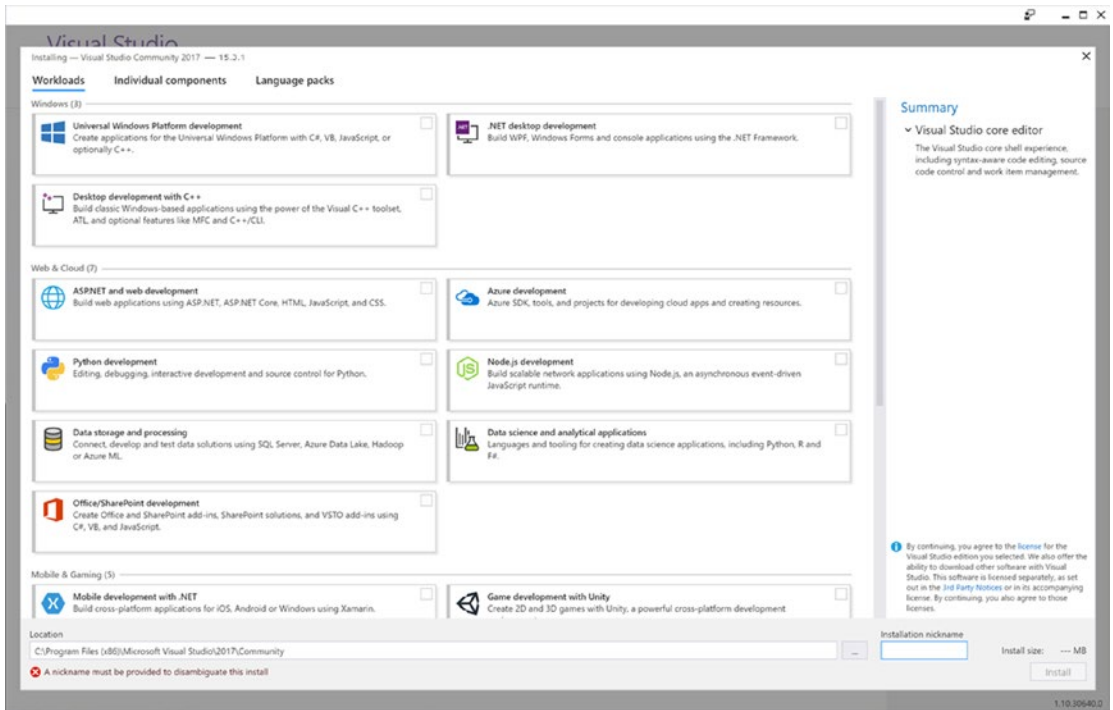 Visual Studio
Installing — Visual Studio Community 2017 — 15.3.1
Workloads
Individual components
Language packs
Windows (3)
Universal Windows Platform development
Create applications for the Universal Windows Platform with C#, VB, JavaScript, or
optionally C++.
.NET desktop development
Build WPF, Windows Forms and console applications using the .NET Framework.
Desktop development with C++
Build classic Windows-based applications using the power of the Visual C++ toolset,
ATL, and optional features like MFC and C++/CLI.
Web & Cloud (7)
ASP.NET and web development
Build web applications using ASP.NET, ASP.NET Core, HTML, JavaScript, and CSS.
Azure development
Azure SDK, tools, and projects for developing cloud apps and creating resources.
Python development
Editing, debugging, interactive development and source control for Python.
Node.js development
Build scalable network applications using Node.js, an asynchronous event-driven
JavaScript runtime.
Data storage and processing
Connect, develop and test data solutions using SQL Server, Azure Data Lake, Hadoop
or Azure ML.
Data science and analytical applications
Languages and tooling for creating data science applications, including Python, R and
F#.
Office/SharePoint development
Create Office and SharePoint add-ins, SharePoint solutions, and VSTO add-ins using
C#, VB, and JavaScript.
Mobile & Gaming (5)
Mobile development with .NET
Build cross-platform applications for iOS, Android or Windows using Xamarin.
Game development with Unity
Create 2D and 3D games with Unity, a powerful cross-platform development
Summary
Visual Studio core editor
The Visual Studio core shell experience,
including syntax-aware code editing, source
code control and work item management.
By continuing, you agree to the license for the
Visual Studio edition you selected. We also offer the
ability to download other software with Visual
Studio. This software is licensed separately, as set
out in the 3rd Party Notices or in its accompanying
license. By continuing, you also agree to those
licenses.
Location
C:\Program Files (x86)\Microsoft Visual Studio\2017\Community
...
A nickname must be provided to disambiguate this install
Installation nickname
Install size: --- MB
Install
1.10.30640.0